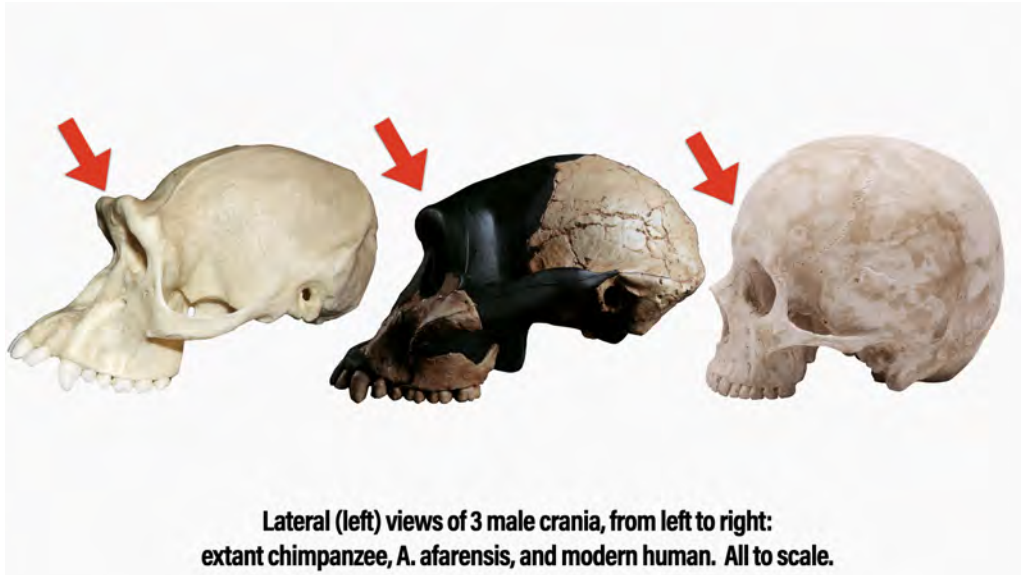 Lateral (left) views of 3 male crania, from left to right:
extant chimpanzee, A. afarensis, and modern human.  All to scale.